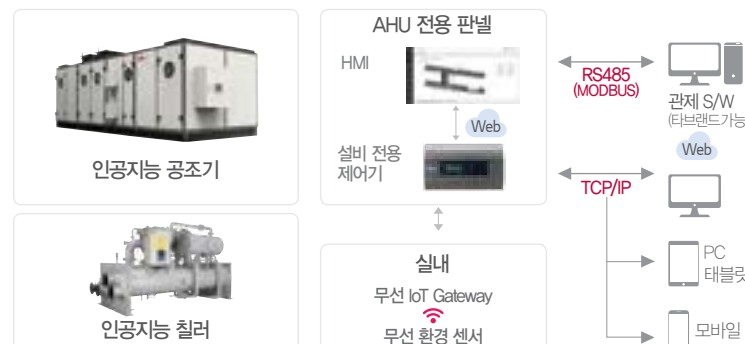 인공지능 공조기
인공지능 칠러
AHU 전용 판넬
HMI
Web
설비 전용
제어기
실내
무선 IoT Gateway
무선 환경 센서
RS485
(MODBUS)
TCP/IP
관제 S/W
(타브랜드 가능
Web
PC
태블릿
모바일